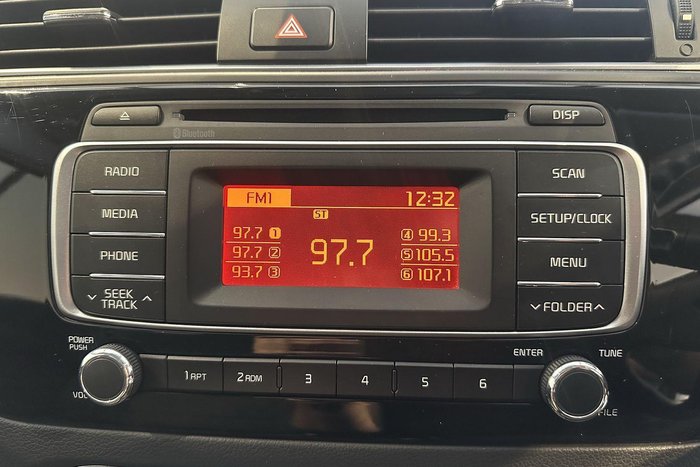 DISP
Bluetooth
RADIO
MEDIA
PHONE
SEEK
TRACK
FM1 12:32
ST
97.7 1
97.7 2
93.7 3
97.7
4 99.3
5 105.5
6 107.1
SCAN
SETUP/CLOCK
MENU
FOLDER
POWER
PUSH
VOL
1 RPT
2 RDM
3
4
5
6
ENTER
TUNE
FILE